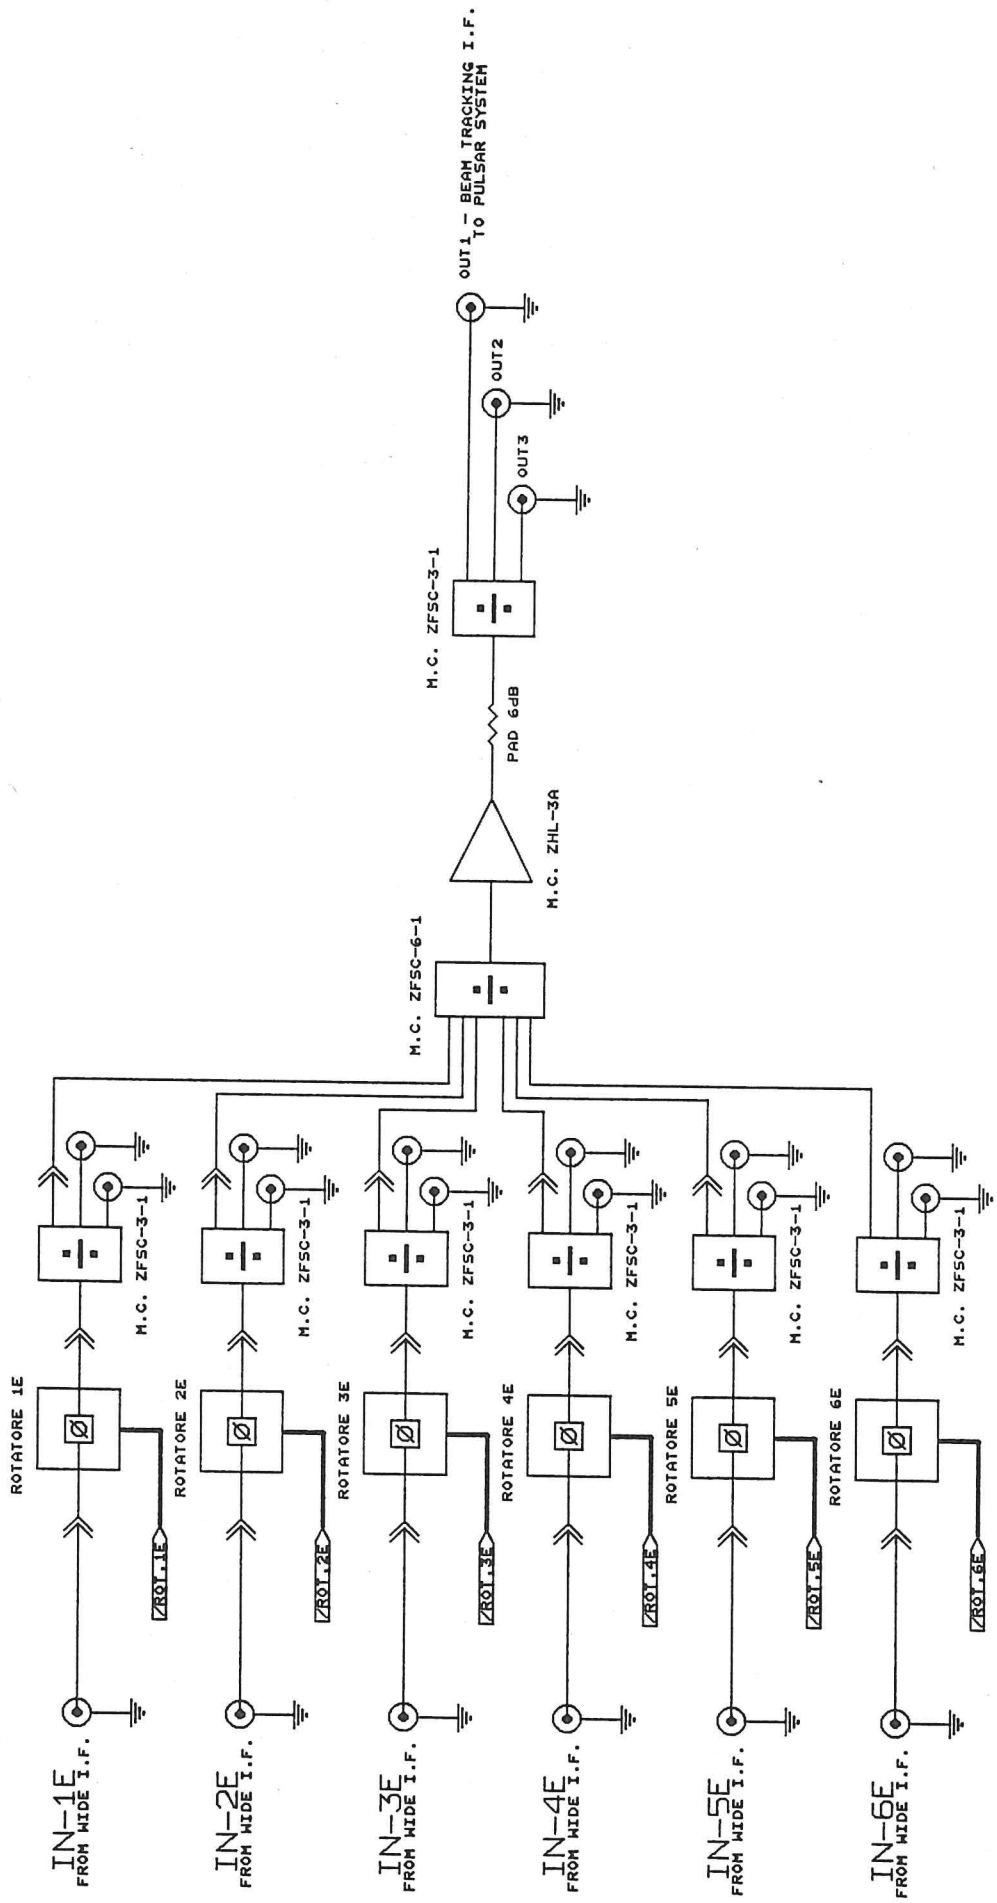 IN-1E
FROM WIDE I.F.
/ROT.1E
ROTATORE 1E
M.C. ZFSC-3-1
IN-2E
FROM WIDE I.F.
/ROT.2E
ROTATORE 2E
M.C. ZFSC-3-1
IN-3E
FROM WIDE I.F.
/ROT.3E
ROTATORE 3E
M.C. ZFSC-3-1
IN-4E
FROM WIDE I.F.
/ROT.4E
ROTATORE 4E
M.C. ZFSC-3-1
IN-5E
FROM WIDE I.F.
/ROT.5E
ROTATORE 5E
M.C. ZFSC-3-1
IN-6E
FROM WIDE I.F.
/ROT.6E
ROTATORE 6E
M.C. ZFSC-3-1
M.C. ZFSC-6-1
M.C. ZHL-3A
PAD 6dB
M.C. ZFSC-3-1
OUT1 - BEAM TRACKING I.F.
TO PULSAR SYSTEM
OUT2
OUT3